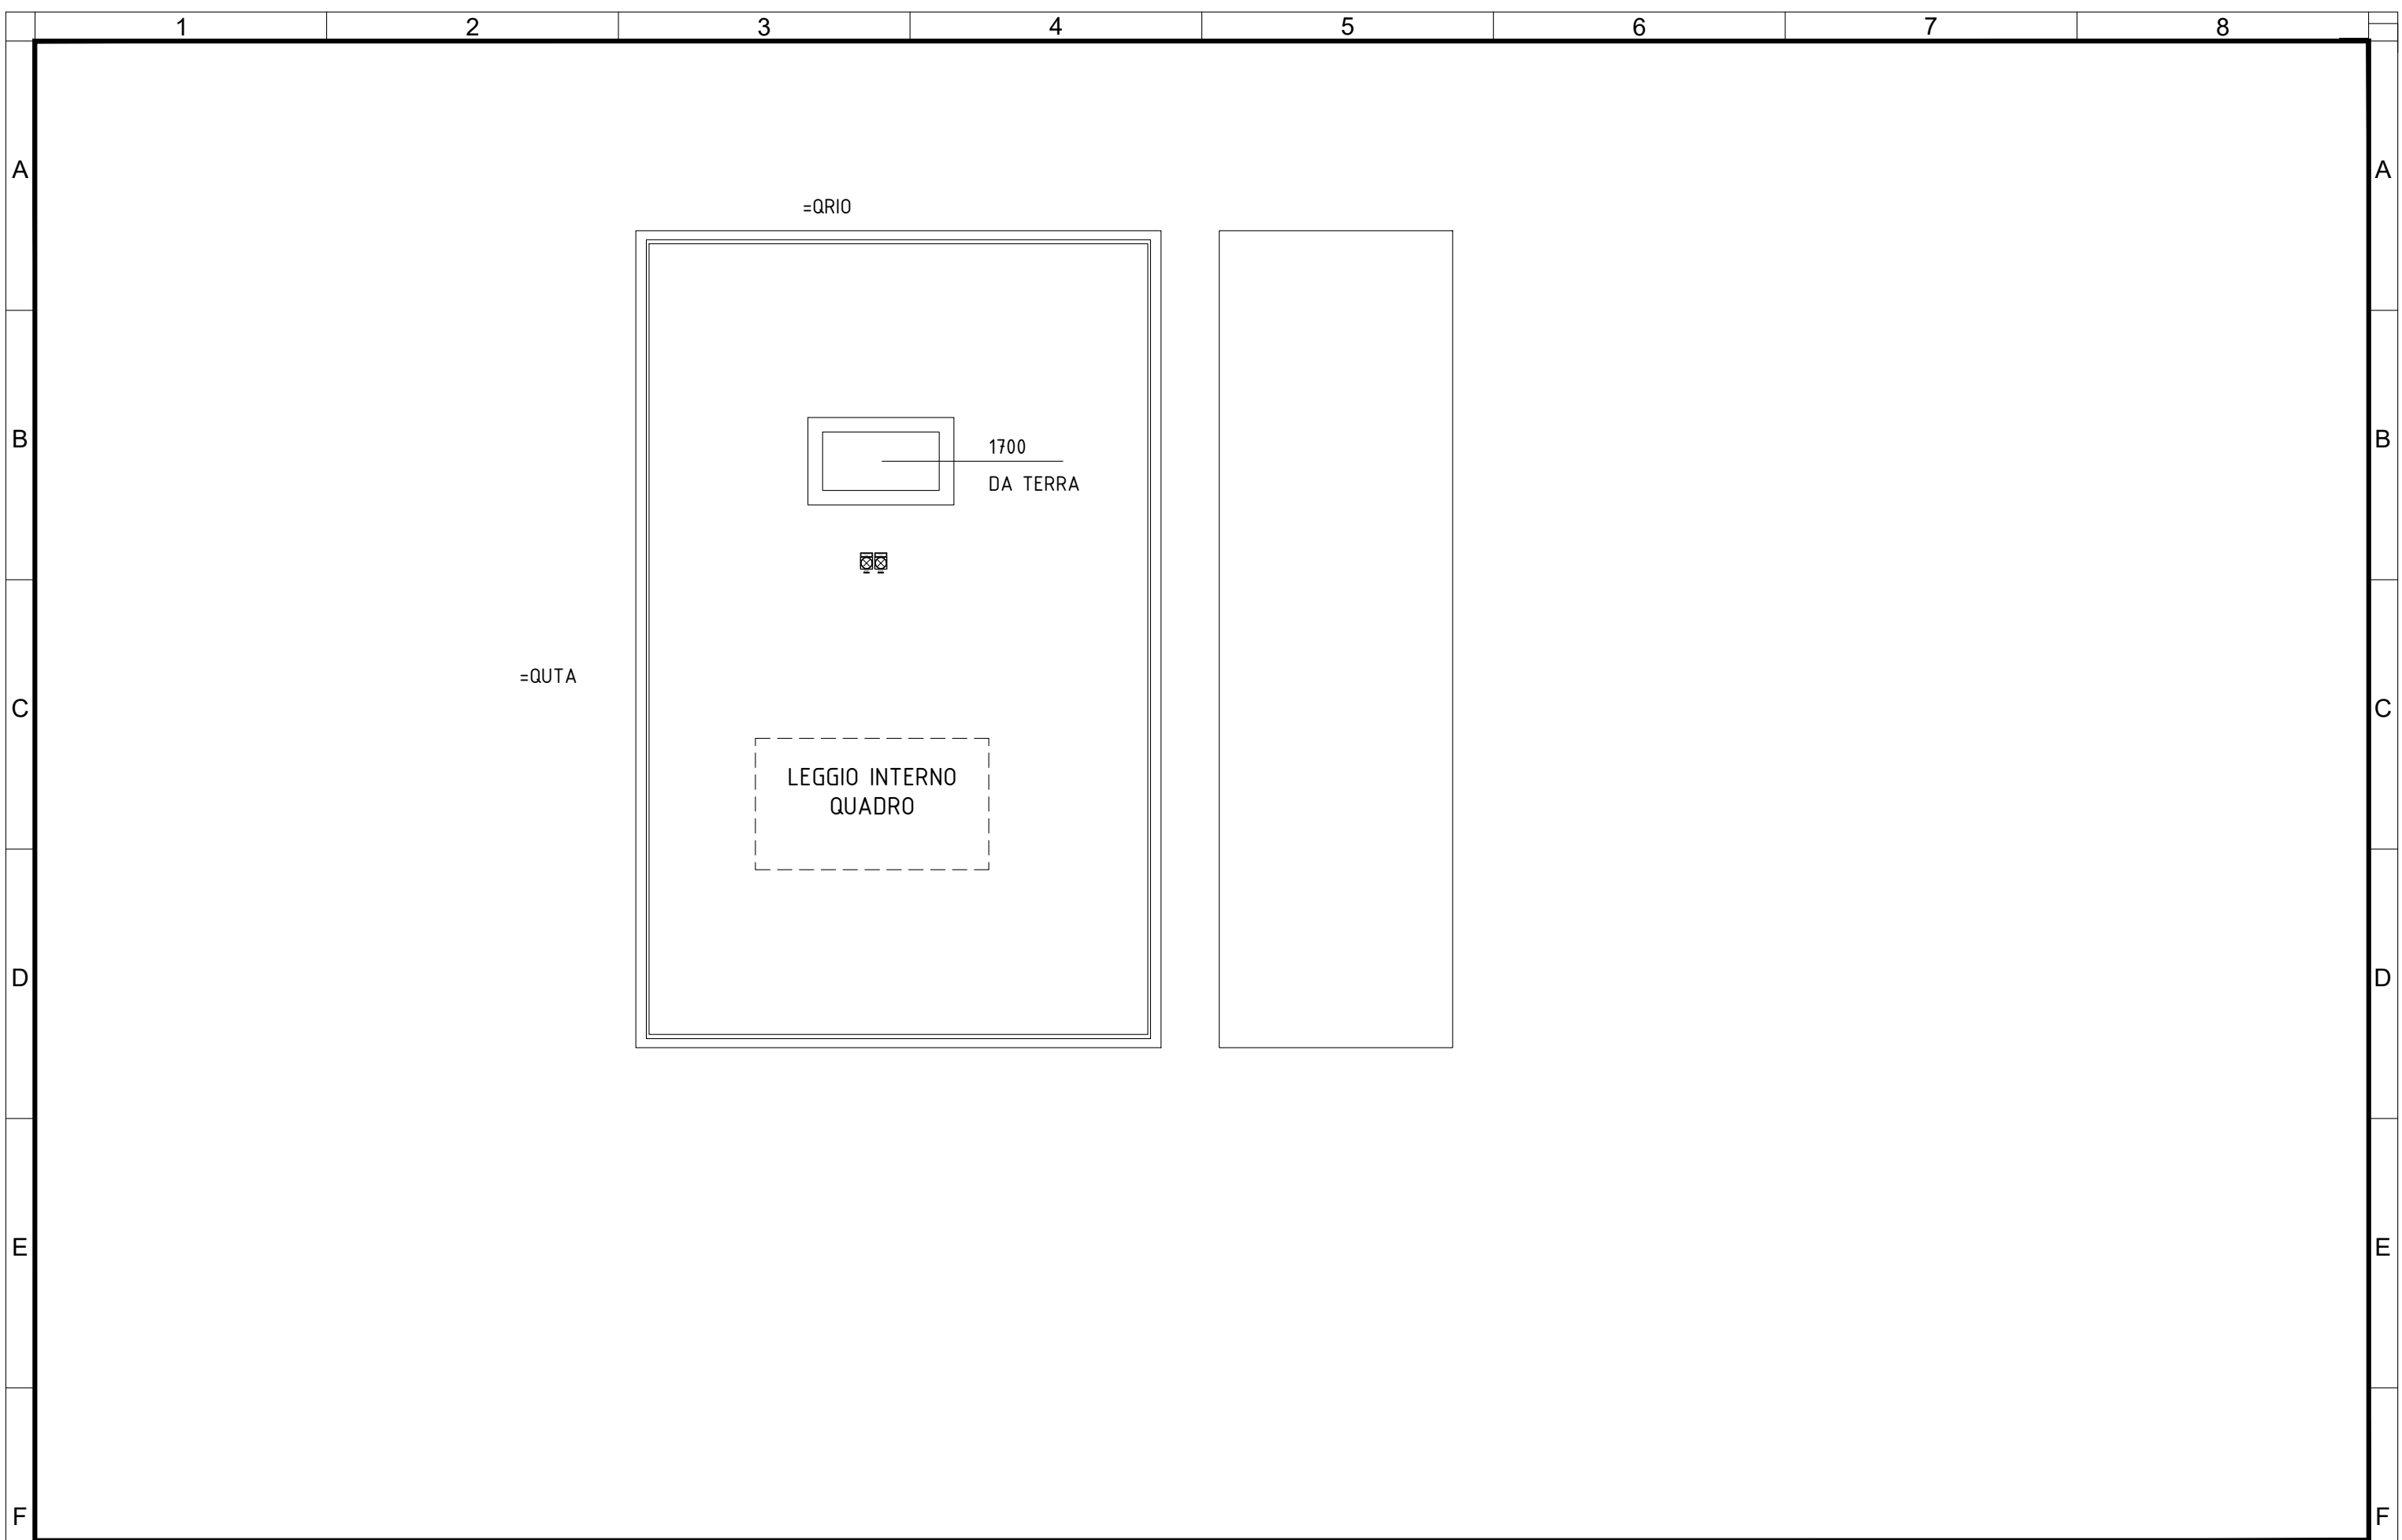 1 2 3 4 5 6 7 8
A A
=QRIO
B B
1700
DA TERRA
=QUTA
C C
LEGGIO INTERNO
QUADRO
D D
E E
F F